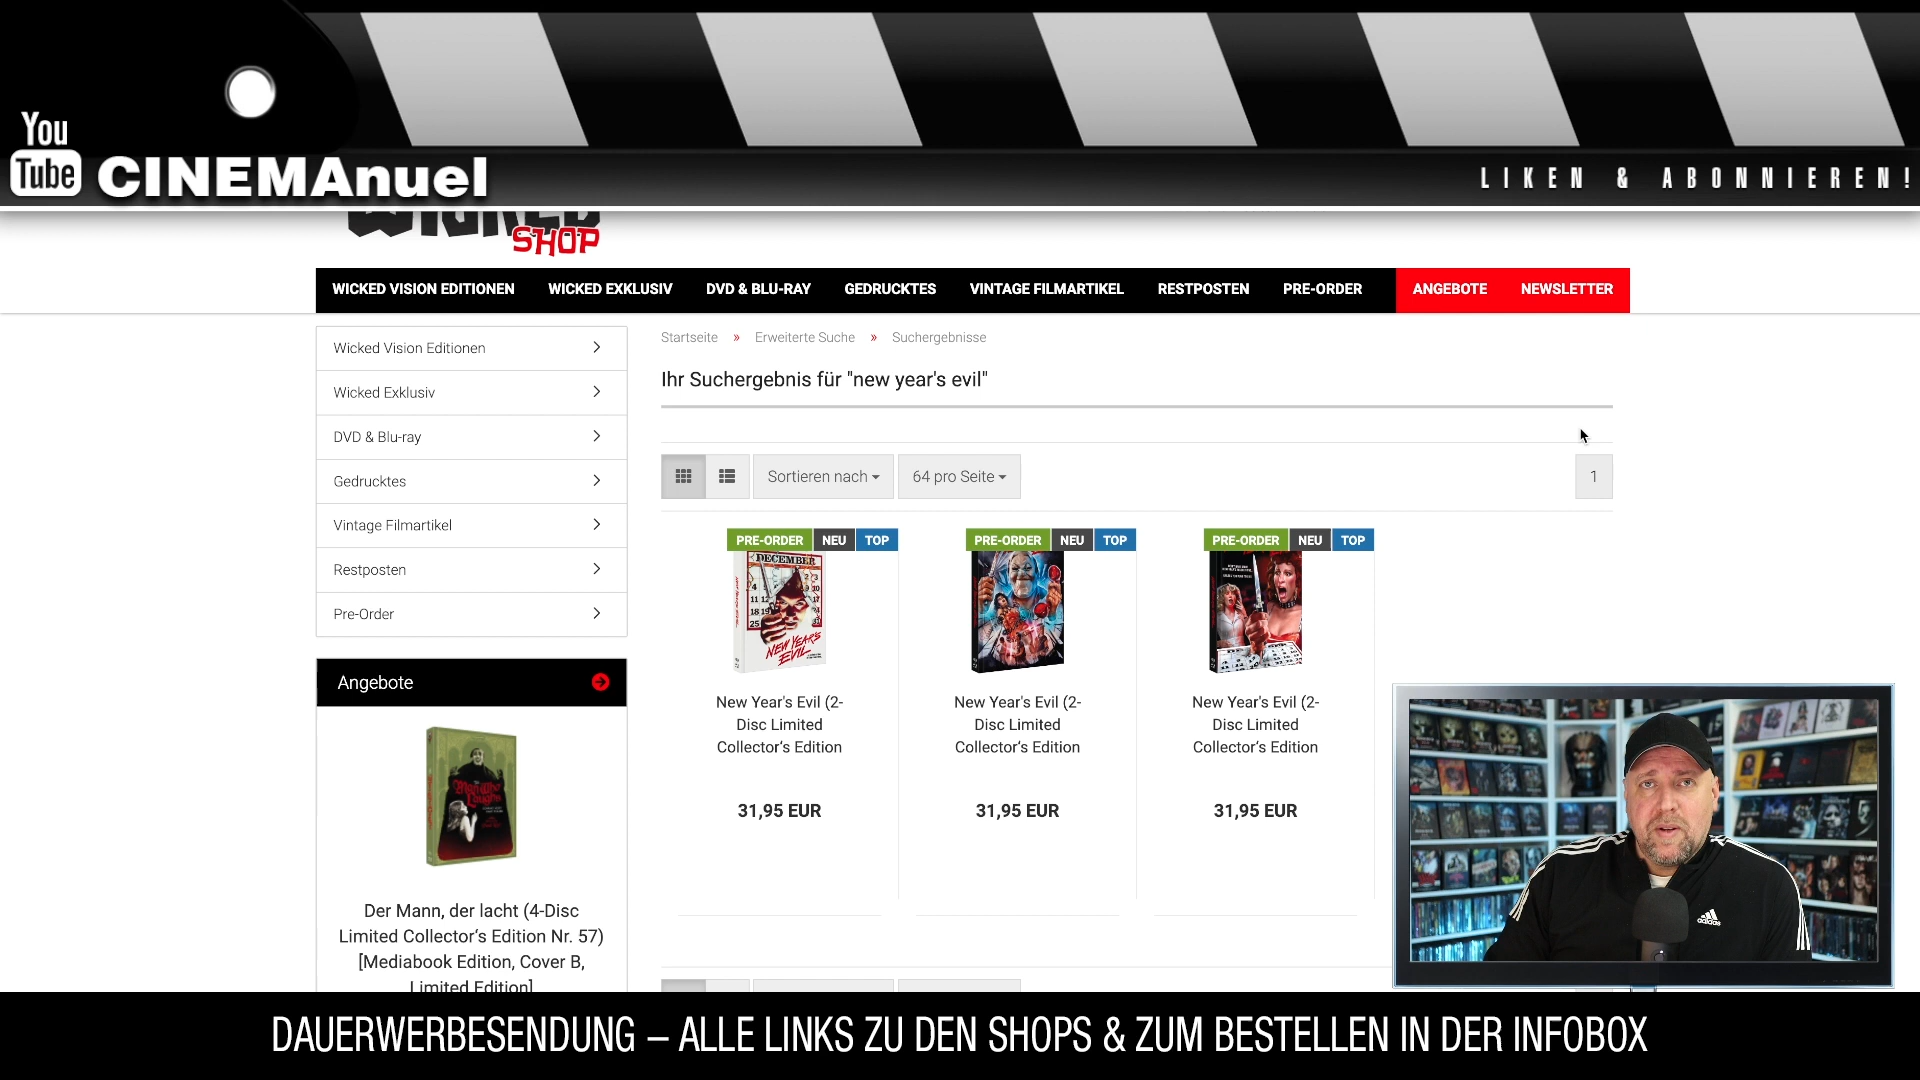 You
Tube
CINEMAnuel
LIKEN & ABONNIEREN!
SHOP
WICKED VISION EDITIONEN
WICKED EXKLUSIV
DVD & BLU-RAY
GEDRUCKTES
VINTAGE FILMARTIKEL
RESTPOSTEN
PRE-ORDER
ANGEBOTE
NEWSLETTER
Wicked Vision Editionen
Wicked Exklusiv
DVD & Blu-ray
Gedrucktes
Vintage Filmartikel
Restposten
Pre-Order
Angebote
Der Mann, der lacht (4-Disc
Limited Collector's Edition Nr. 57)
[Mediabook Edition, Cover B,
Limited Edition]
Startseite » Erweiterte Suche » Suchergebnisse
Ihr Suchergebnis für "new year's evil"
Sortieren nach
64 pro Seite
1
PRE-ORDER NEU TOP
DECEMBER
NEW YEAR'S
EVIL
New Year's Evil (2-
Disc Limited
Collector's Edition
31,95 EUR
PRE-ORDER NEU TOP
New Year's Evil (2-
Disc Limited
Collector's Edition
31,95 EUR
PRE-ORDER NEU TOP
New Year's Evil (2-
Disc Limited
Collector's Edition
31,95 EUR
adidas
DAUERWERBESENDUNG – ALLE LINKS ZU DEN SHOPS & ZUM BESTELLEN IN DER INFOBOX